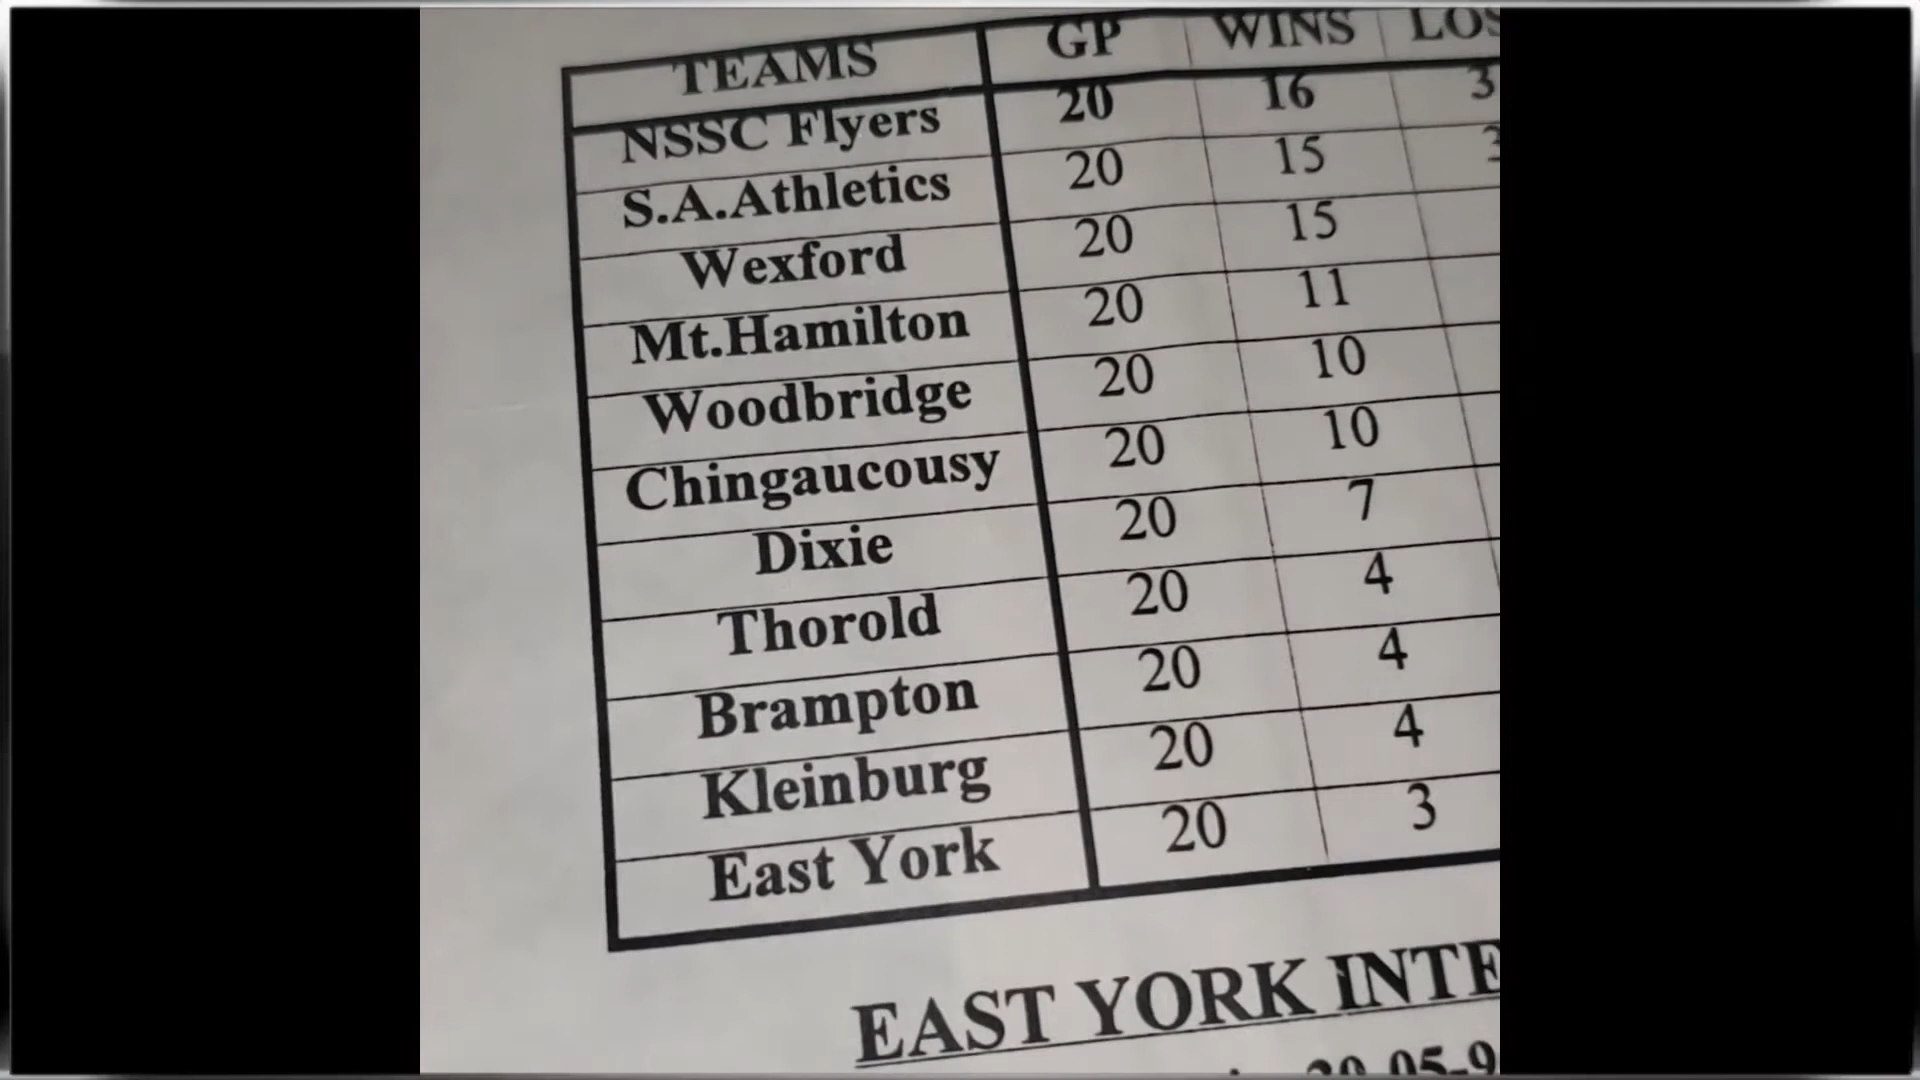 TEAMS GP WINS
NSSC Flyers 20 16 3
S.A.Athletics 20 15 3
Wexford 20 15
Mt.Hamilton 20 11
Woodbridge 20 10
Chingaucousy 20 10
Dixie 20 7
Thorold 20 4
Brampton 20 4
Kleinburg 20 4
East York 20 3
EAST YORK